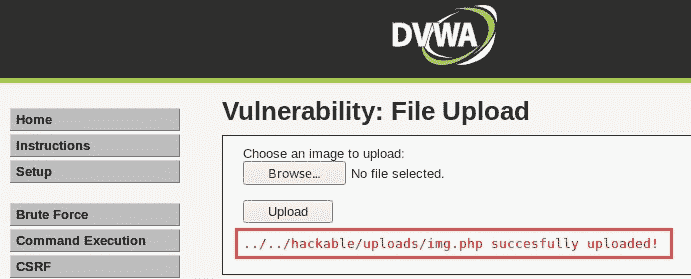 DVWA
Home
Instructions
Setup
Brute Force
Command Execution
CSRF
Vulnerability: File Upload
Choose an image to upload:
Browse... No file selected.
Upload
../../hackable/uploads/img.php succesfully uploaded!